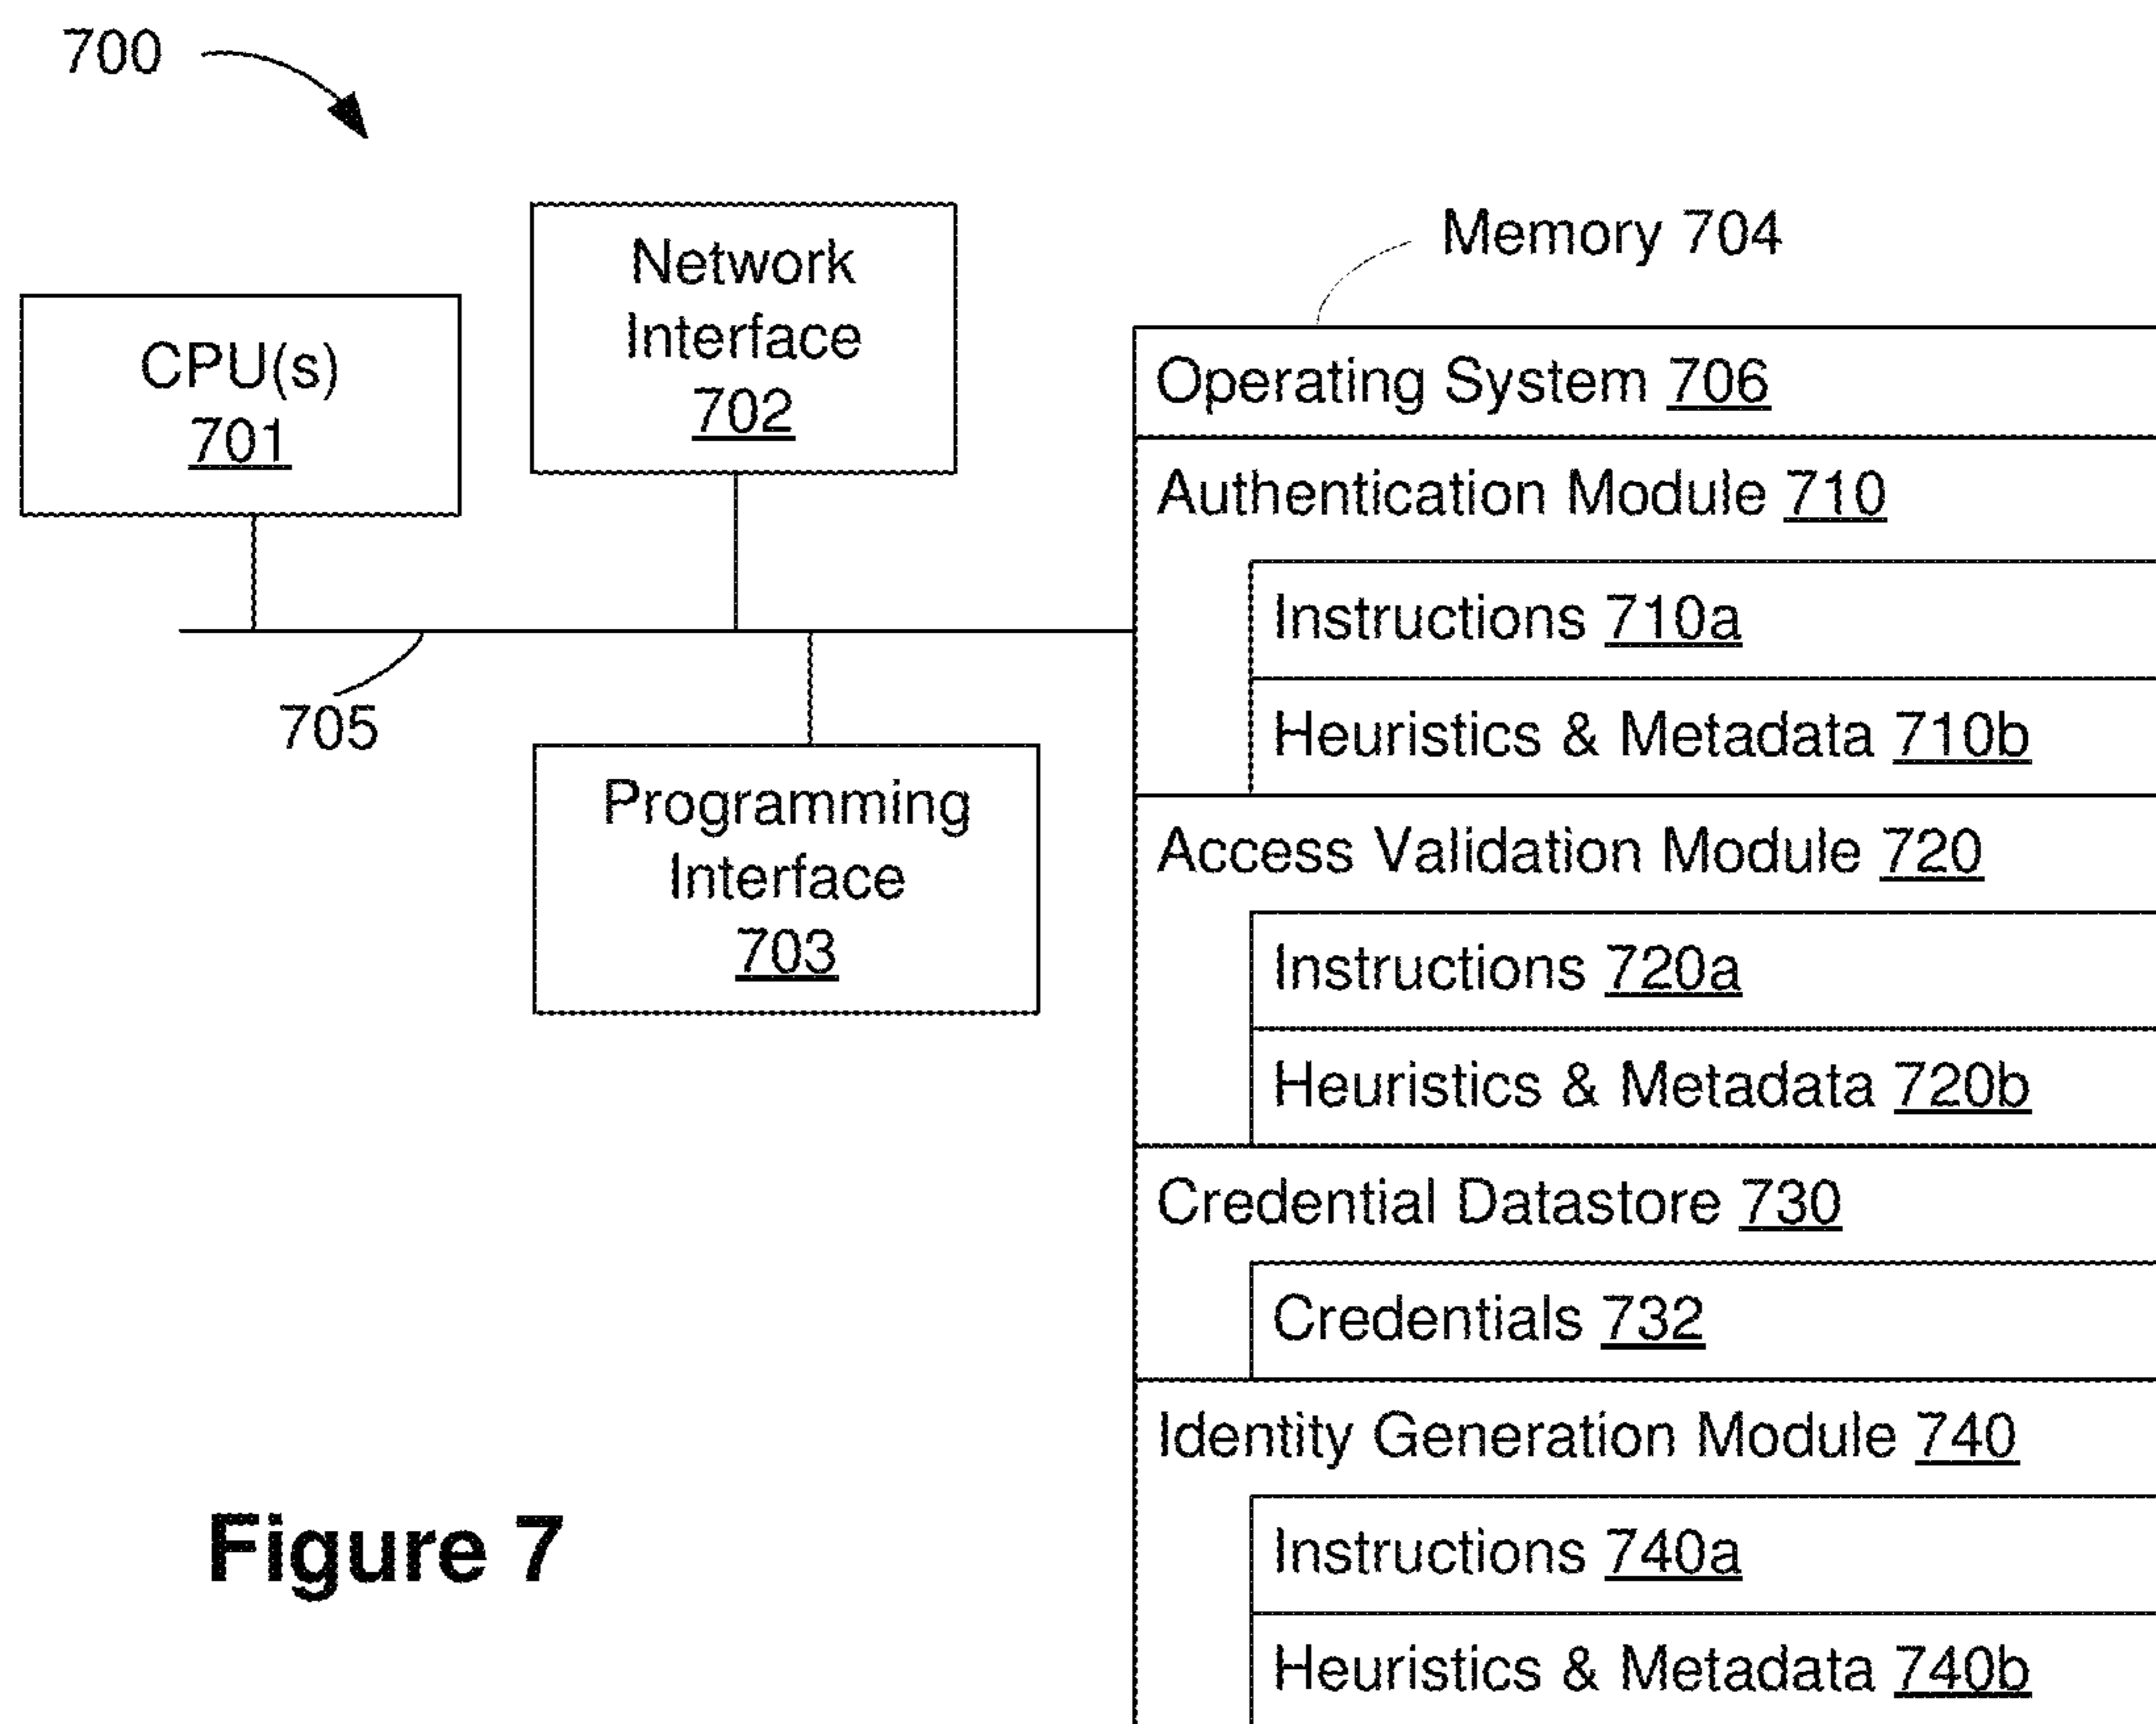 700
CPU(s)
701
Network
Interface
702
705
Programming
Interface
703
Memory 704
Operating System 706
Authentication Module 710
Instructions 710a
Heuristics & Metadata 710b
Access Validation Module 720
Instructions 720a
Heuristics & Metadata 720b
Credential Datastore 730
Credentials 732
Identity Generation Module 740
Instructions 740a
Heuristics & Metadata 740b
Figure 7